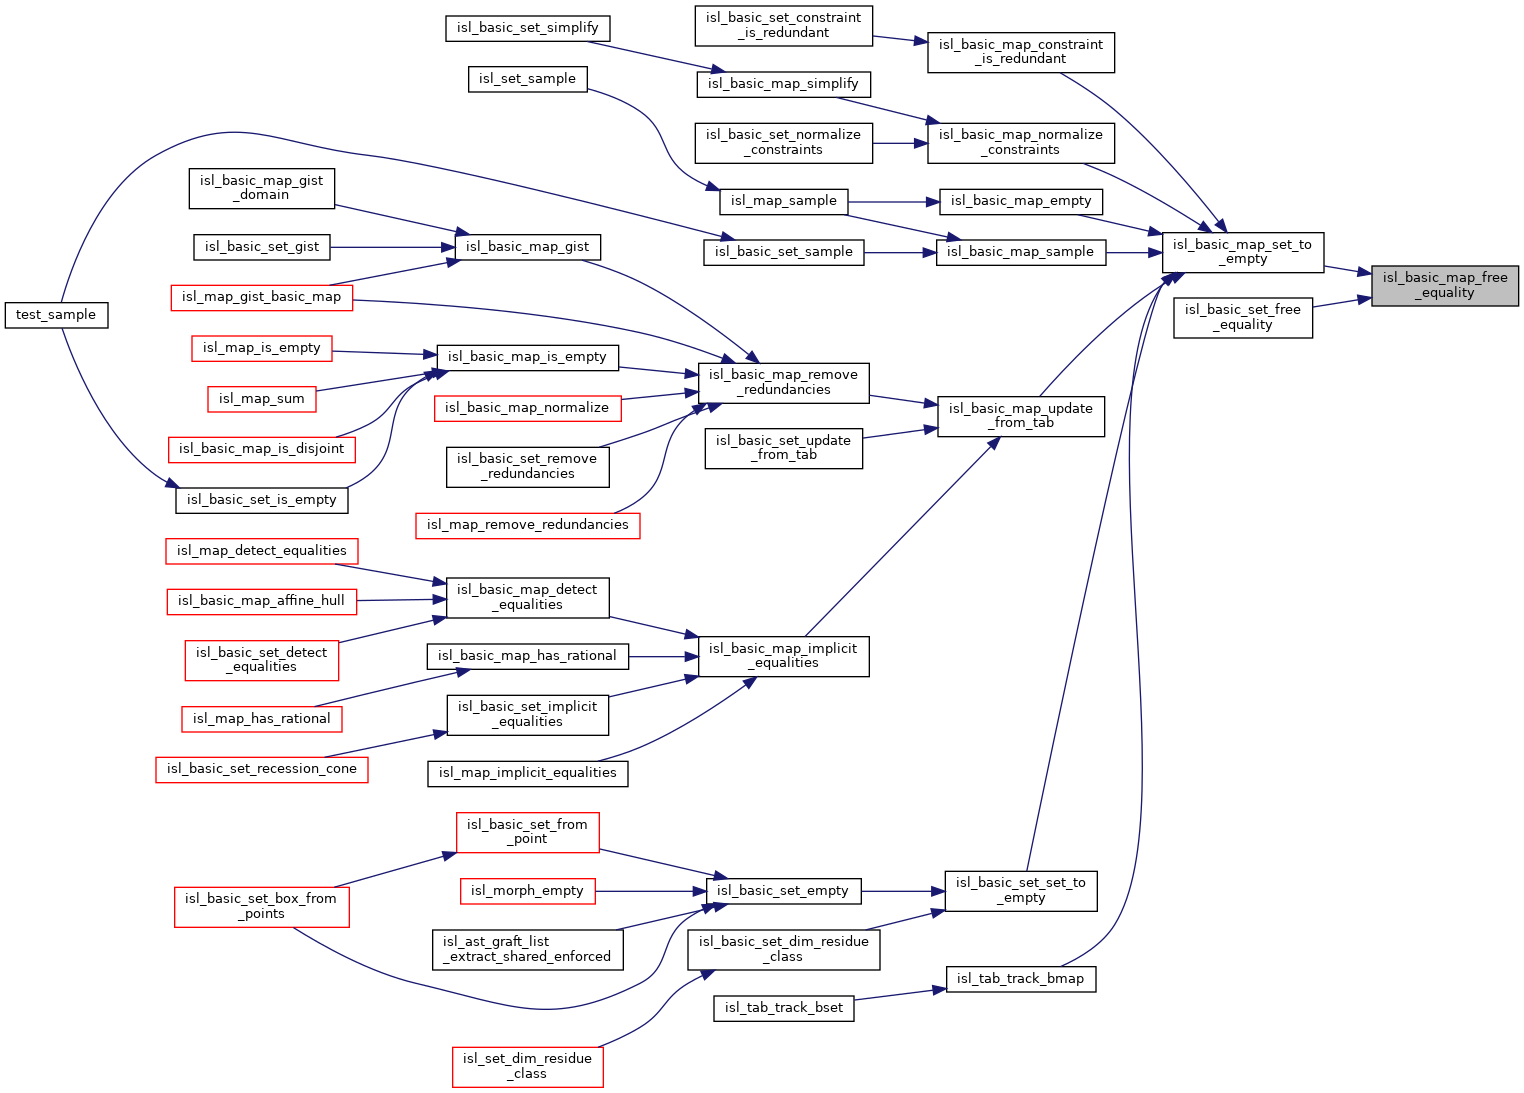 isl_basic_set_simplify
isl_basic_set_constraint
_is_redundant
isl_basic_map_constraint
_is_redundant
isl_set_sample
isl_basic_map_simplify
isl_basic_set_normalize
_constraints
isl_basic_map_normalize
_constraints
isl_basic_map_gist
_domain
isl_map_sample
isl_basic_map_empty
isl_basic_set_gist
isl_basic_map_gist
isl_basic_set_sample
isl_basic_map_sample
isl_basic_map_set_to
_empty
isl_basic_map_free
_equality
isl_map_gist_basic_map
test_sample
isl_basic_set_free
_equality
isl_map_is_empty
isl_basic_map_is_empty
isl_map_sum
isl_basic_map_remove
_redundancies
isl_basic_map_normalize
isl_basic_map_update
_from_tab
isl_basic_map_is_disjoint
isl_basic_set_remove
_redundancies
isl_basic_set_update
_from_tab
isl_basic_set_is_empty
isl_map_remove_redundancies
isl_map_detect_equalities
isl_basic_map_affine_hull
isl_basic_map_detect
_equalities
isl_basic_set_detect
_equalities
isl_basic_map_has_rational
isl_basic_map_implicit
_equalities
isl_map_has_rational
isl_basic_set_implicit
_equalities
isl_basic_set_recession_cone
isl_map_implicit_equalities
isl_basic_set_from
_point
isl_basic_set_box_from
_points
isl_morph_empty
isl_basic_set_empty
isl_basic_set_set_to
_empty
isl_ast_graft_list
_extract_shared_enforced
isl_basic_set_dim_residue
_class
isl_tab_track_bmap
isl_tab_track_bset
isl_set_dim_residue
_class